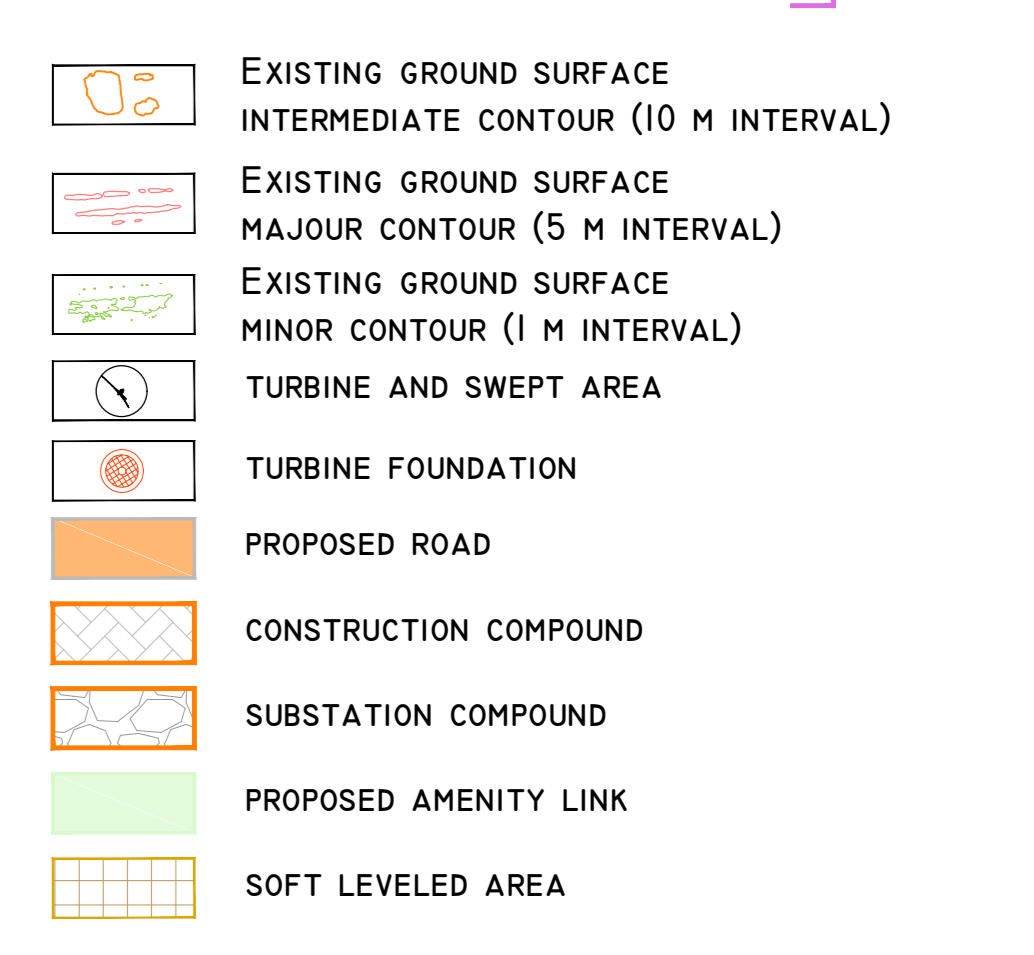 Existing ground surface
intermediate contour (10 m interval)
Existing ground surface
majour contour (5 m interval)
Existing ground surface
minor contour (1 m interval)
turbine and swept area
turbine foundation
proposed road
construction compound
substation compound
proposed amenity link
soft leveled area